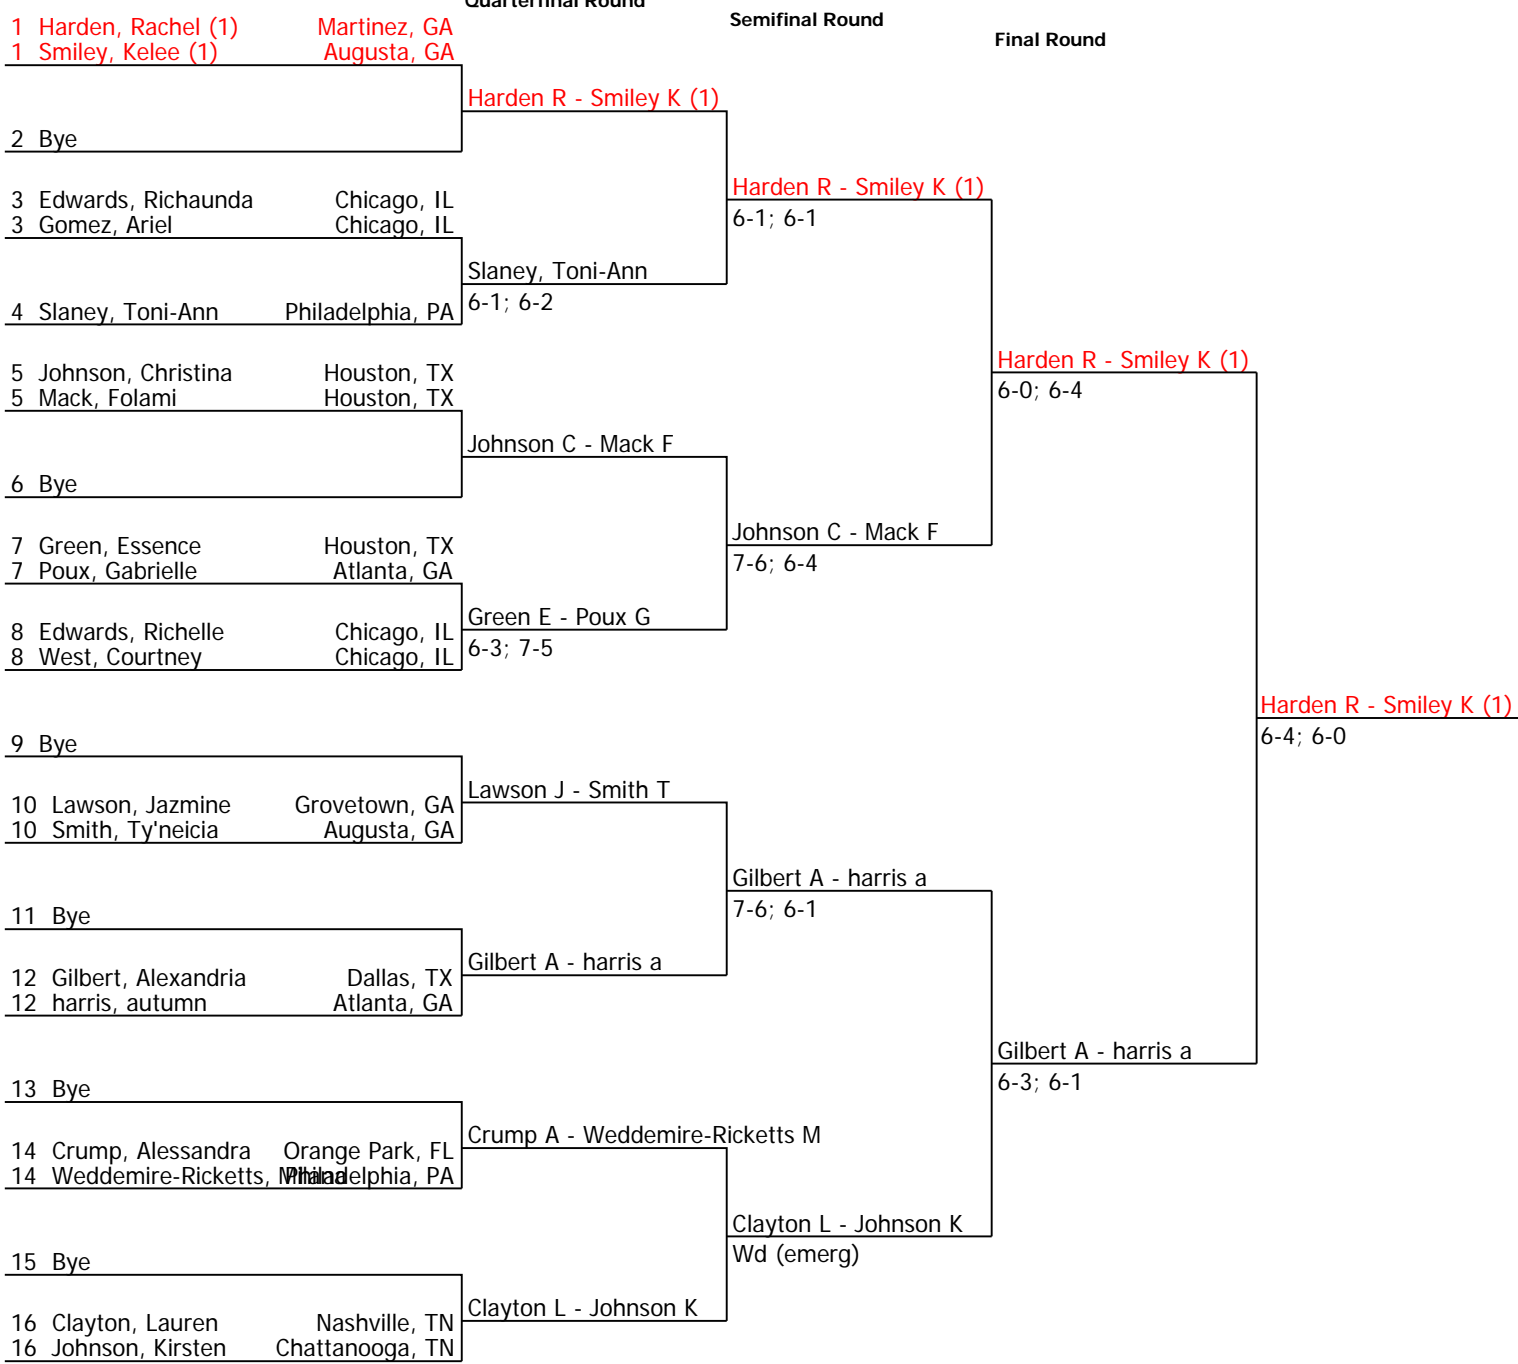 Quarterfinal Round
Semifinal Round
Final Round
1 Harden, Rachel (1) Martinez, GA
1 Smiley, Kelee (1) Augusta, GA
Harden R - Smiley K (1)
2 Bye
Harden R - Smiley K (1)
6-1; 6-1
3 Edwards, Richaunda Chicago, IL
3 Gomez, Ariel Chicago, IL
Slaney, Toni-Ann
6-1; 6-2
4 Slaney, Toni-Ann Philadelphia, PA
Harden R - Smiley K (1)
6-0; 6-4
5 Johnson, Christina Houston, TX
5 Mack, Folami Houston, TX
Johnson C - Mack F
6 Bye
Johnson C - Mack F
7-6; 6-4
7 Green, Essence Houston, TX
7 Poux, Gabrielle Atlanta, GA
Green E - Poux G
6-3; 7-5
8 Edwards, Richelle Chicago, IL
8 West, Courtney Chicago, IL
Harden R - Smiley K (1)
6-4; 6-0
9 Bye
Lawson J - Smith T
10 Lawson, Jazmine Grovetown, GA
10 Smith, Ty'neicia Augusta, GA
Gilbert A - harris a
7-6; 6-1
11 Bye
Gilbert A - harris a
12 Gilbert, Alexandria Dallas, TX
12 harris, autumn Atlanta, GA
Gilbert A - harris a
6-3; 6-1
13 Bye
Crump A - Weddemire-Ricketts M
14 Crump, Alessandra Orange Park, FL
14 Weddemire-Ricketts, Philadelphia, PA
Clayton L - Johnson K
Wd (emerg)
15 Bye
Clayton L - Johnson K
16 Clayton, Lauren Nashville, TN
16 Johnson, Kirsten Chattanooga, TN